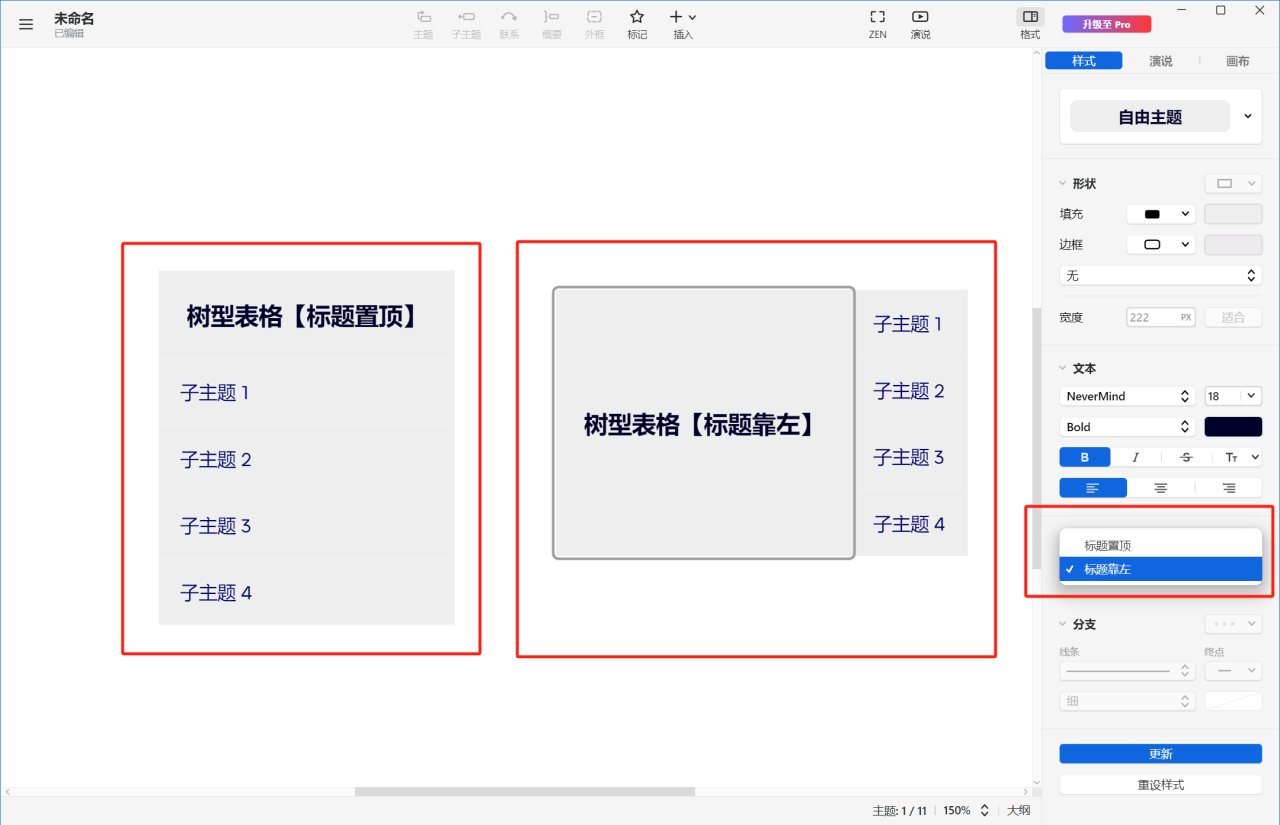 未命名
已编辑
主题 子主题 联系 概要 外框 标记 插入
ZEN 演说
格式
升级至 Pro
样式 演说 画布
自由主题
形状
填充
边框
无
宽度 222 PX 适合
文本
NeverMind 18
Bold
B I S Tт
标题置顶
标题靠左
分支
线条 终点
细
更新
重设样式
树型表格【标题置顶】
子主题 1
子主题 2
子主题 3
子主题 4
树型表格【标题靠左】
子主题 1
子主题 2
子主题 3
子主题 4
主题: 1 / 11 150% 大纲